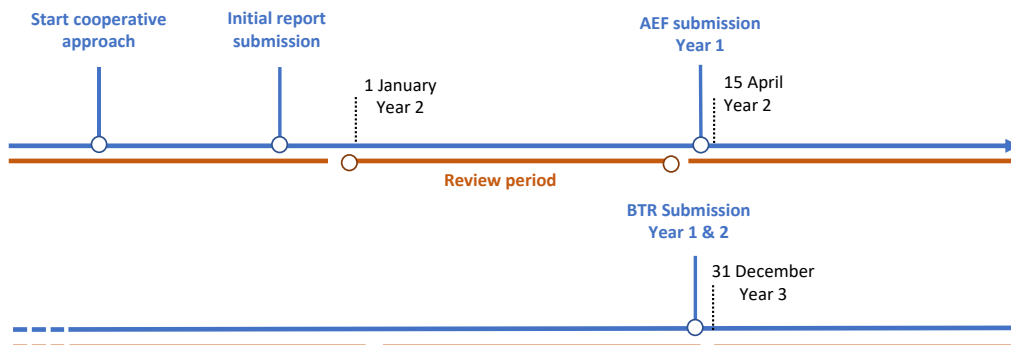 Start cooperative
approach
Initial report
submission
AEF submission
Year 1
1 January
Year 2
15 April
Year 2
Review period
BTR Submission
Year 1 & 2
31 December
Year 3